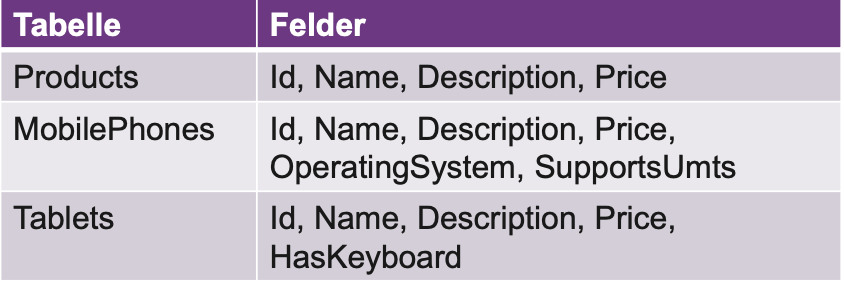 Tabelle Felder
Products Id, Name, Description, Price
MobilePhones Id, Name, Description, Price,
OperatingSystem, SupportsUmts
Tablets Id, Name, Description, Price,
HasKeyboard